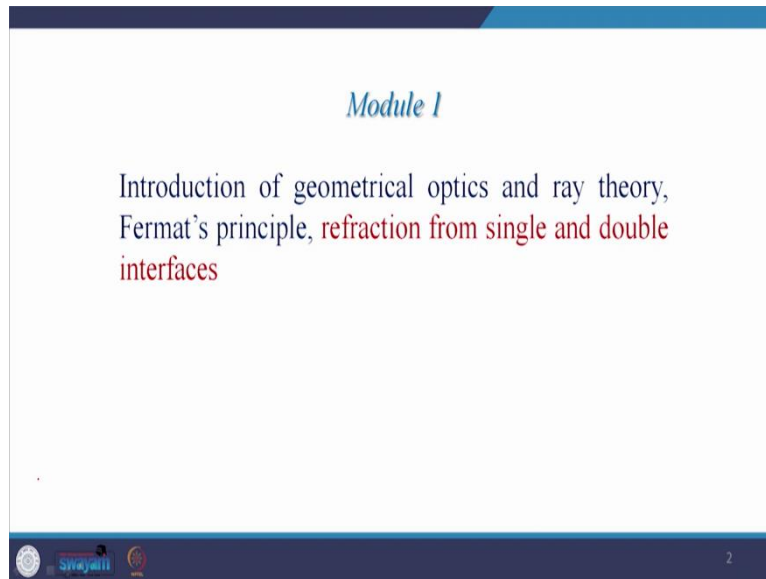 Module 1
Introduction of geometrical optics and ray theory,
Fermat's principle, refraction from single and double
interfaces
swayam
2